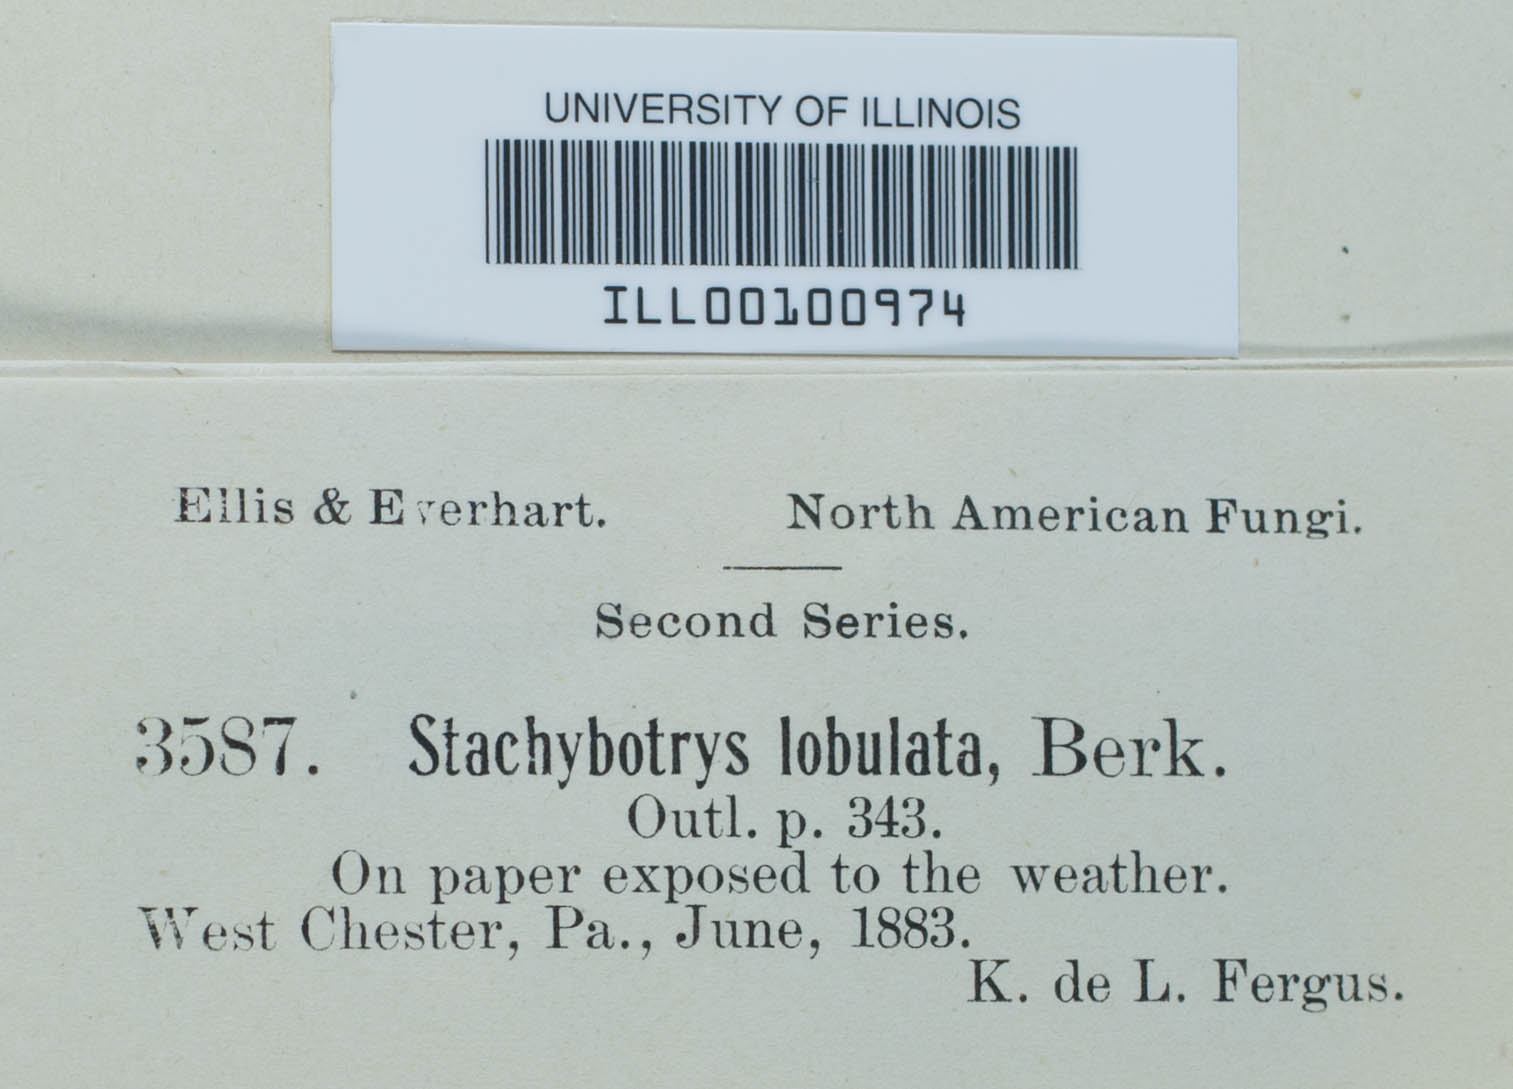 UNIVERSITY OF ILLINOIS
ILL00100974
Ellis & Everhart. North American Fungi.
Second Series.
3587. Stachybotrys lobulata, Berk.
Outl. p. 343.
On paper exposed to the weather.
West Chester, Pa., June, 1883.
K. de L. Fergus.